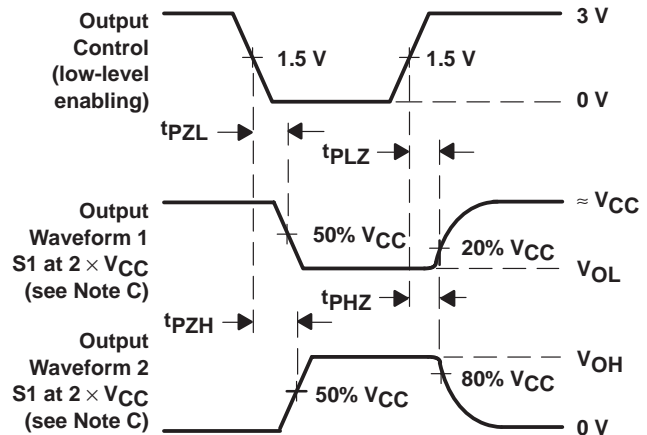 Output
Control
(low-level
enabling)
3 V
1.5 V
1.5 V
0 V
tPZL
tPLZ
Output
Waveform 1
S1 at 2 × VCC
(see Note C)
≈ VCC
50% VCC
20% VCC
VOL
tPZH
tPHZ
Output
Waveform 2
S1 at 2 × VCC
(see Note C)
VOH
50% VCC
80% VCC
0 V